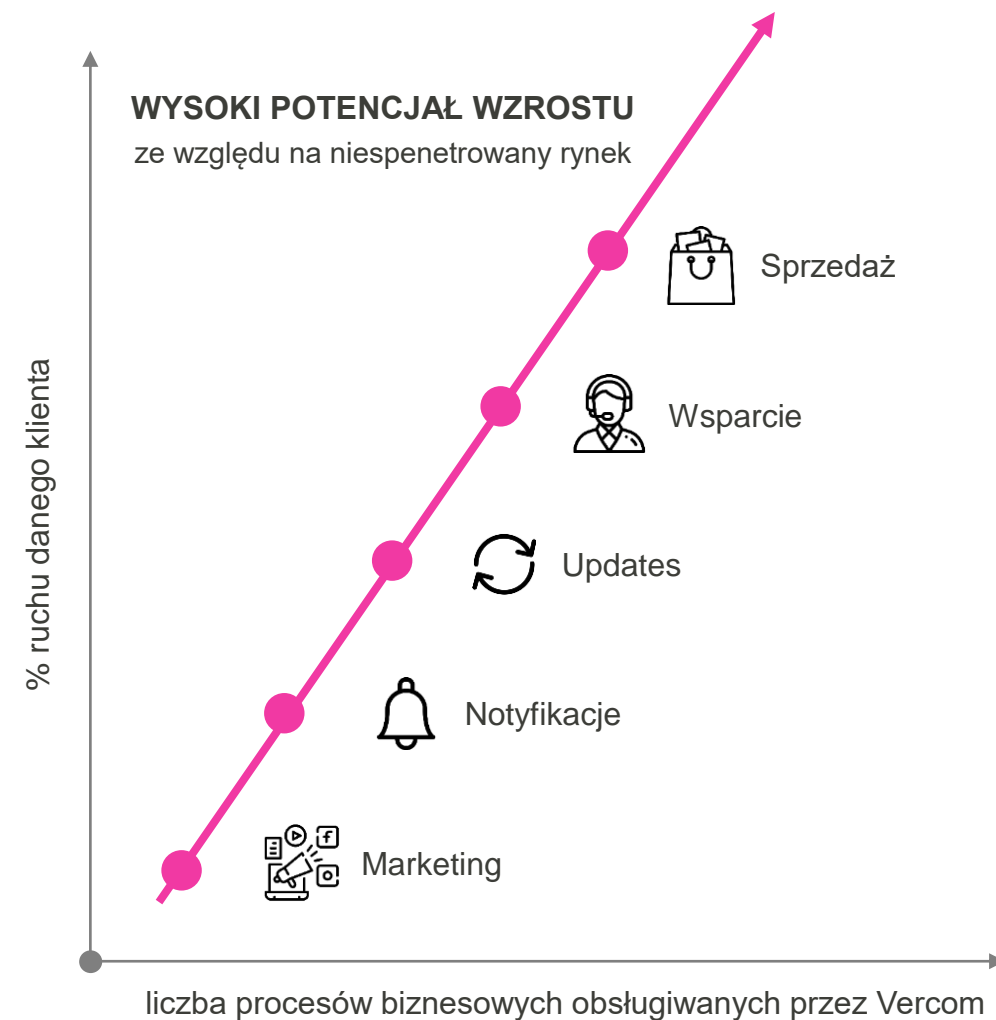 WYSOKI POTENCJAŁ WZROSTU
ze względu na niespenetrowany rynek
Sprzedaż
Wsparcie
Updates
Notyfikacje
Marketing
% ruchu danego klienta
liczba procesów biznesowych obsługiwanych przez Vercom